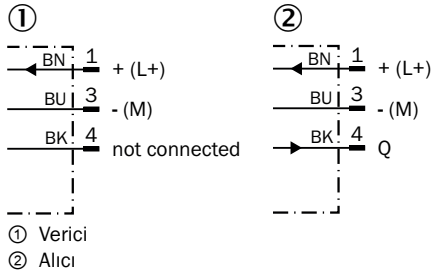 ① ②
BN 1 + (L+) BN 1 + (L+)
BU 3 - (M) BU 3 - (M)
BK 4 not connected BK 4 Q
① Verici
② Alıcı